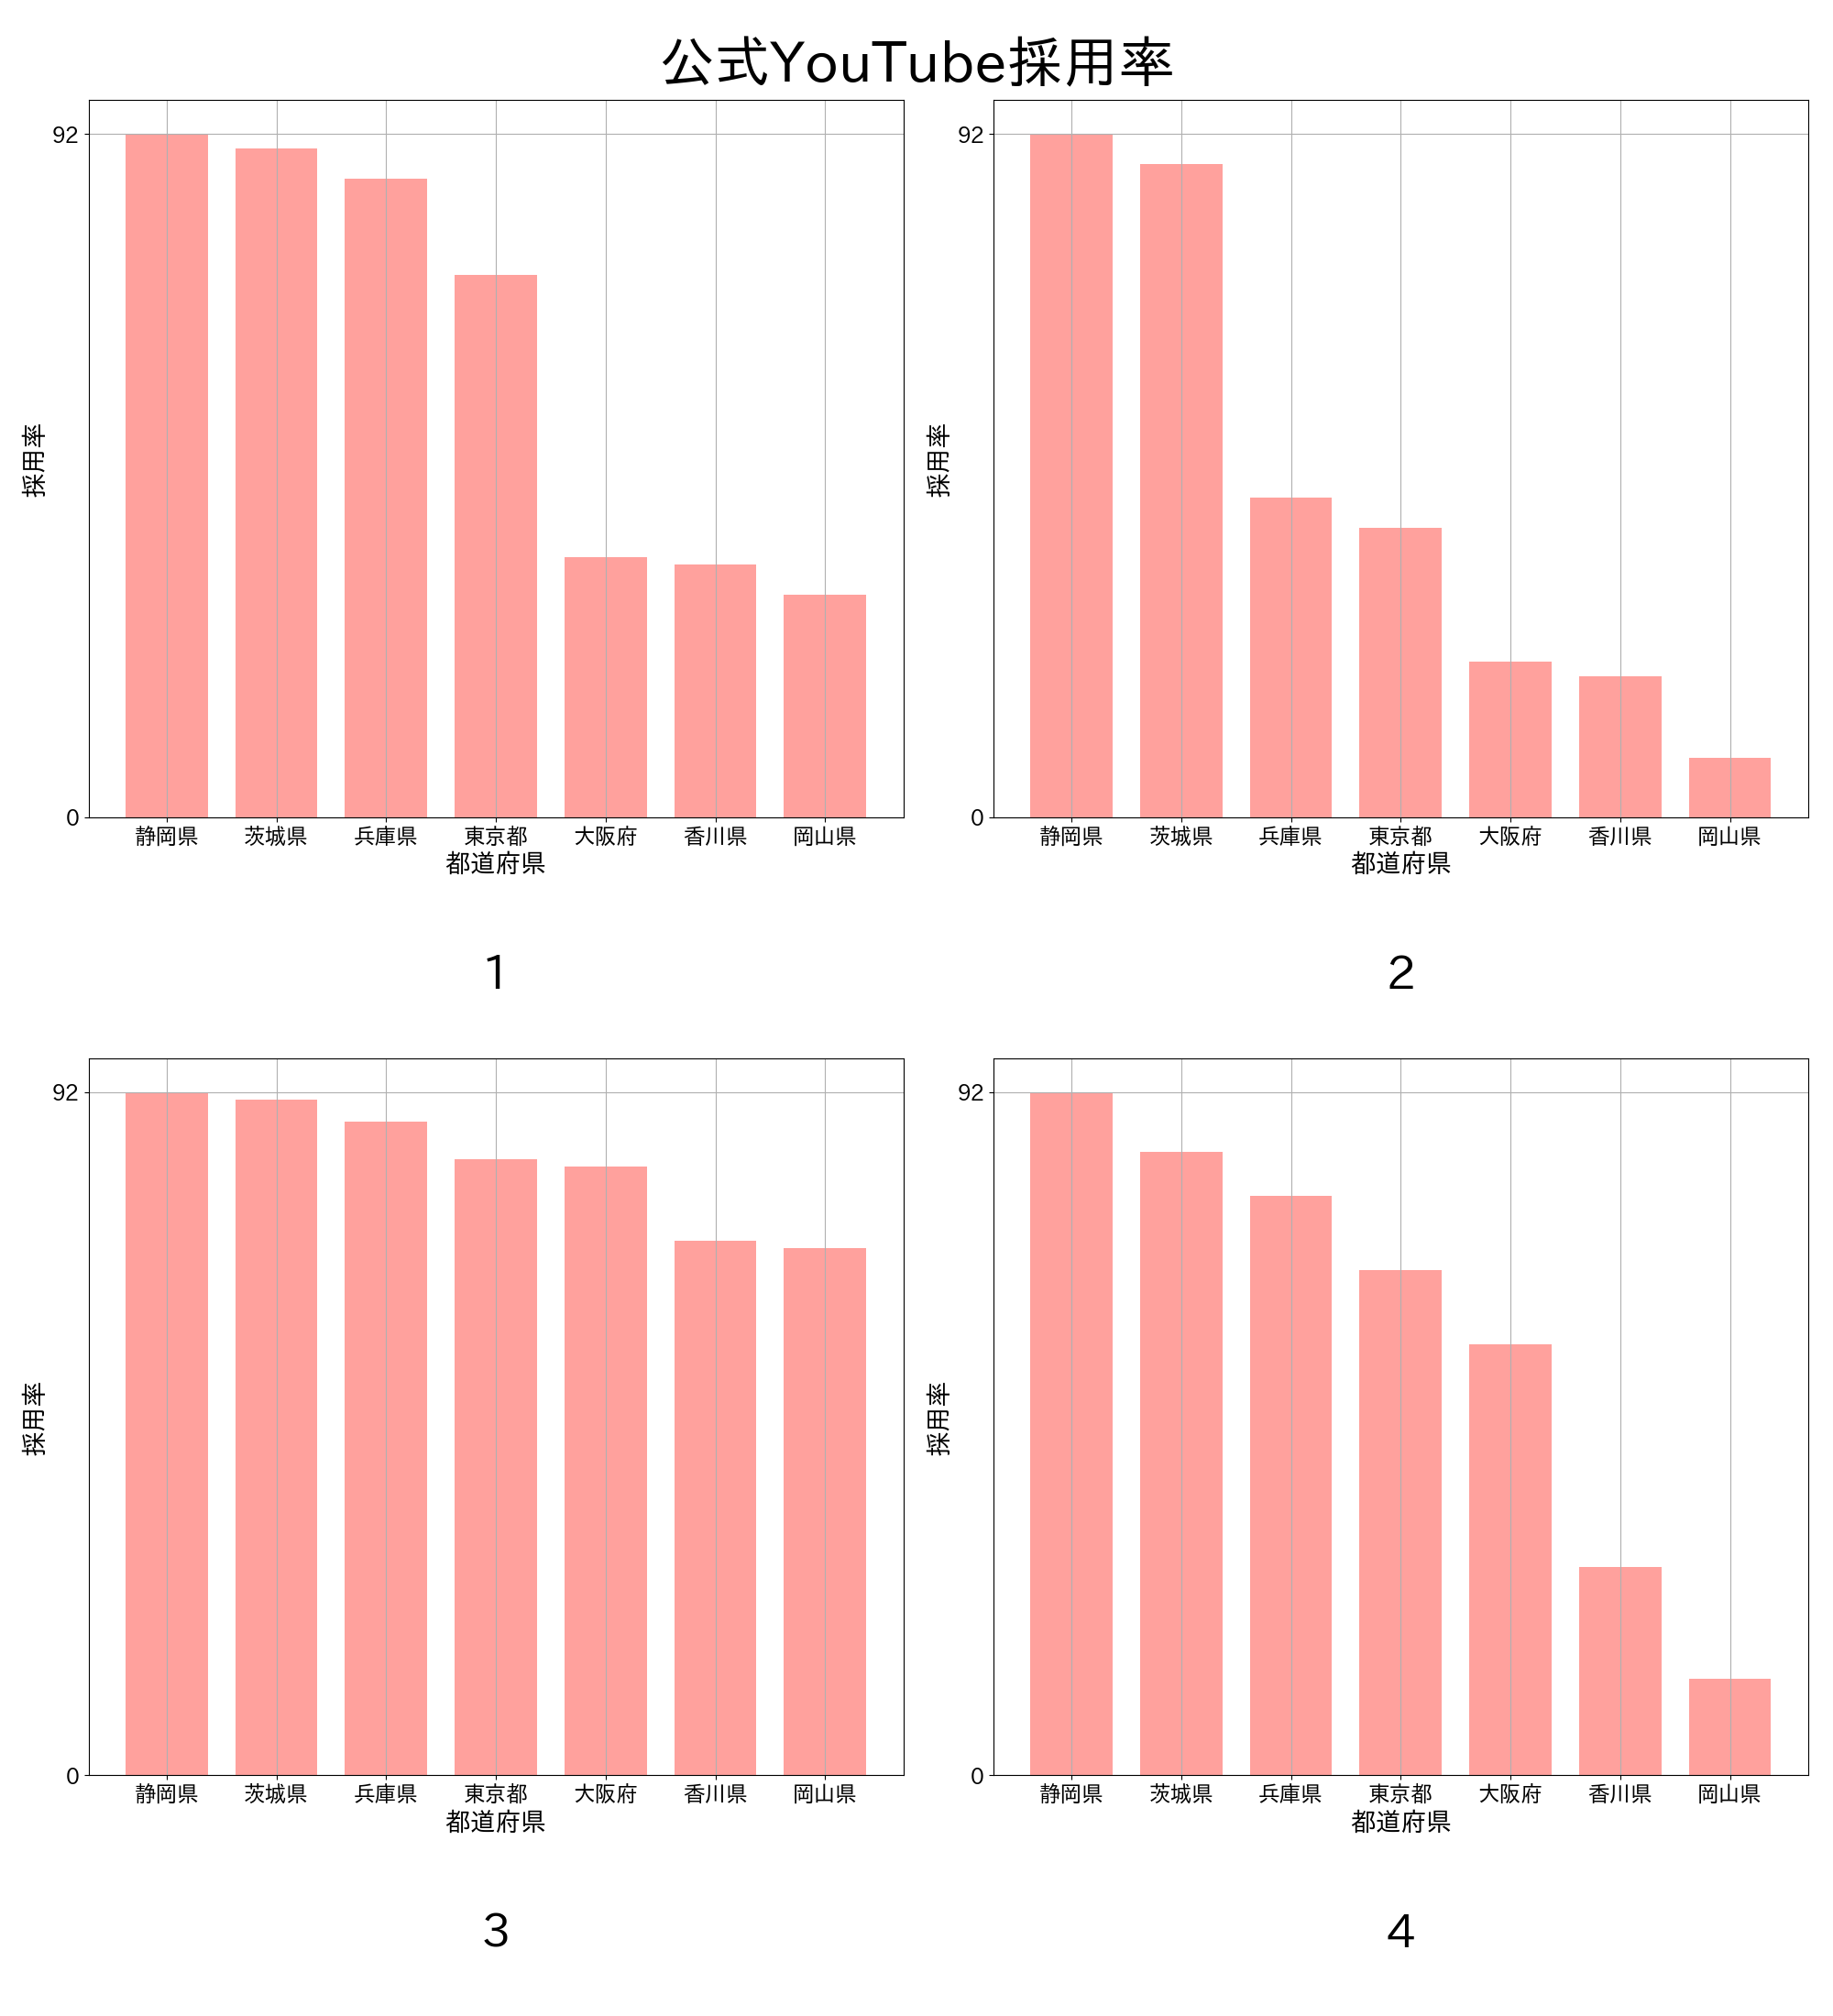 公式YouTube採用率
92
0
採用率
静岡県 茨城県 兵庫県 東京都 大阪府 香川県 岡山県
都道府県
1
92
0
採用率
静岡県 茨城県 兵庫県 東京都 大阪府 香川県 岡山県
都道府県
2
92
0
採用率
静岡県 茨城県 兵庫県 東京都 大阪府 香川県 岡山県
都道府県
3
92
0
採用率
静岡県 茨城県 兵庫県 東京都 大阪府 香川県 岡山県
都道府県
4